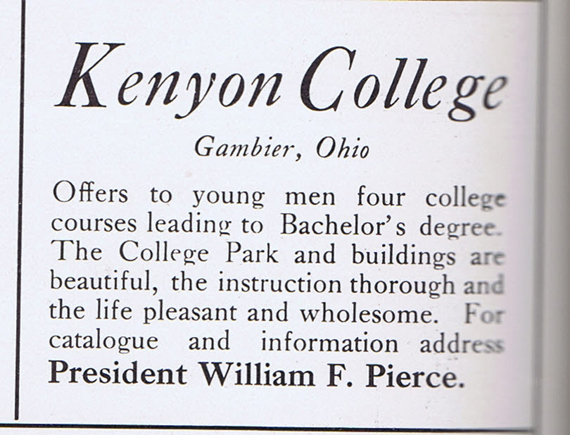 Kenyon College
Gambier, Ohio
Offers to young men four college
courses leading to Bachelor's degree.
The College Park and buildings are
beautiful, the instruction thorough and
the life pleasant and wholesome. For
catalogue and information address
President William F. Pierce.